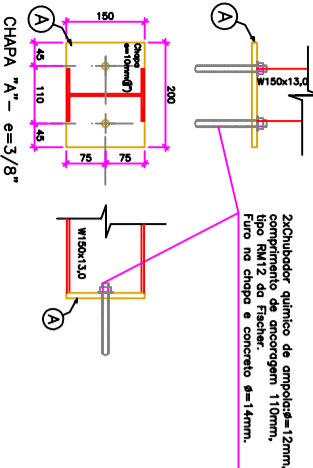 2xChubador químico de ampola:ø=12mm,
comprimento de ancoragem 110mm,
tipo RM12 da Fischer.
Furo na chapa e concreto ø=14mm.
A
W150x13,0
150
A
45
110
45
200
Chapa
75
75
W150x13,0
A
CHAPA "A"- e=3/8"